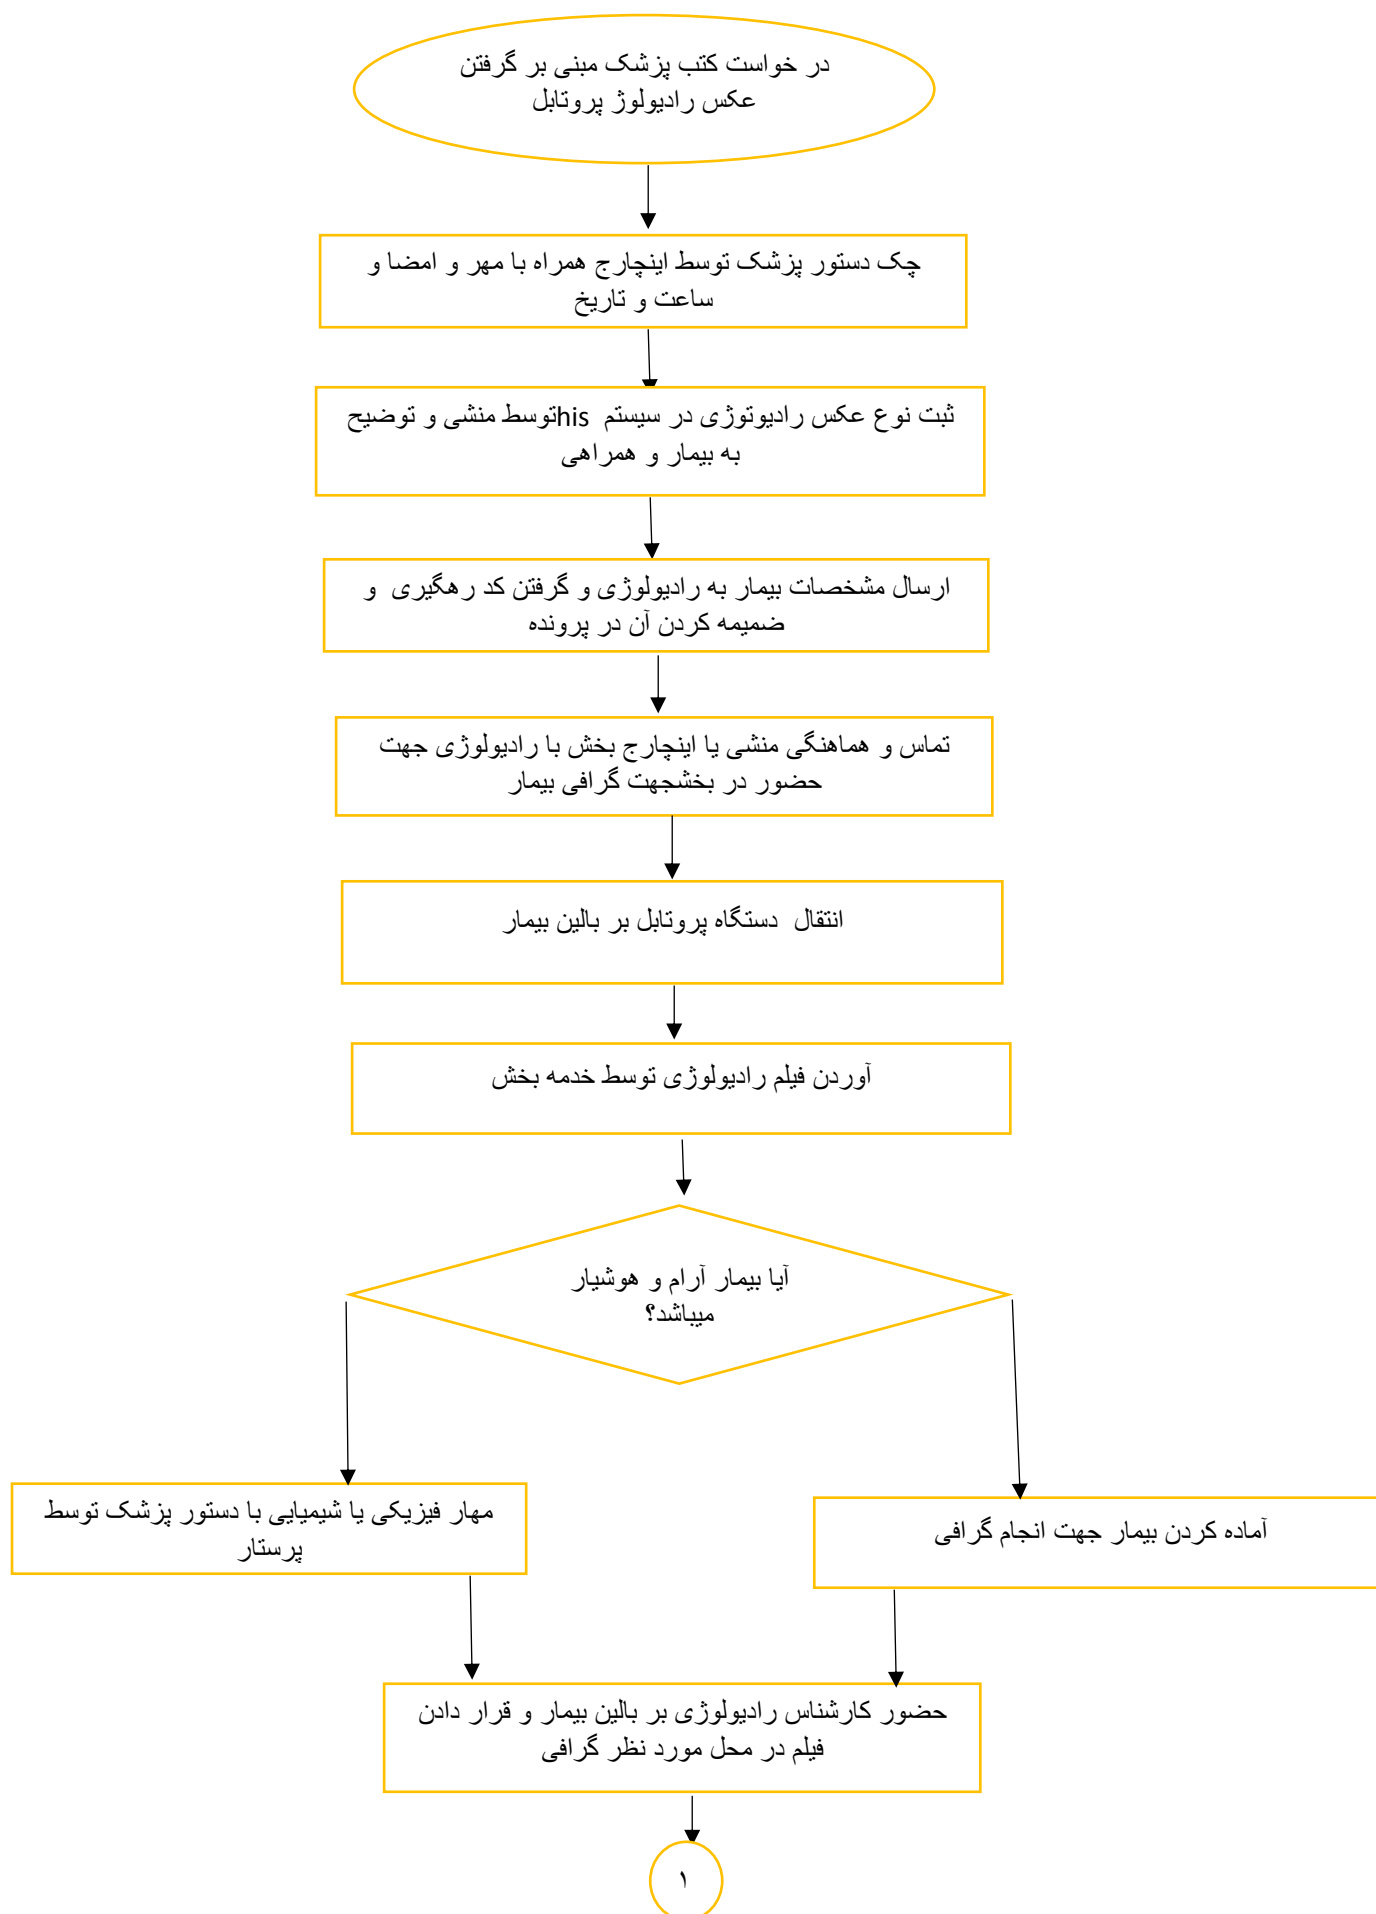 در خواست کتب پزشک مبنی بر گرفتن
عکس رادیولوژ پروتابل
چک دستور پزشک توسط اینچارج همراه با مهر و امضا و
ساعت و تاریخ
ثبت نوع عکس رادیوتوژی در سیستم hisتوسط منشی و توضیح
به بیمار و همراهی
ارسال مشخصات بیمار به رادیولوژی و گرفتن کد رهگیری و
ضمیمه کردن آن در پرونده
تماس و هماهنگی منشی یا اینچارج بخش با رادیولوژی جهت
حضور در بخشجهت گرافی بیمار
انتقال دستگاه پروتابل بر بالین بیمار
آوردن فیلم رادیولوژی توسط خدمه بخش
آیا بیمار آرام و هوشیار
میباشد؟
آماده کردن بیمار جهت انجام گرافی
مهار فیزیکی یا شیمیایی با دستور پزشک توسط
پرستار
حضور کارشناس رادیولوژی بر بالین بیمار و قرار دادن
فیلم در محل مورد نظر گرافی
۱